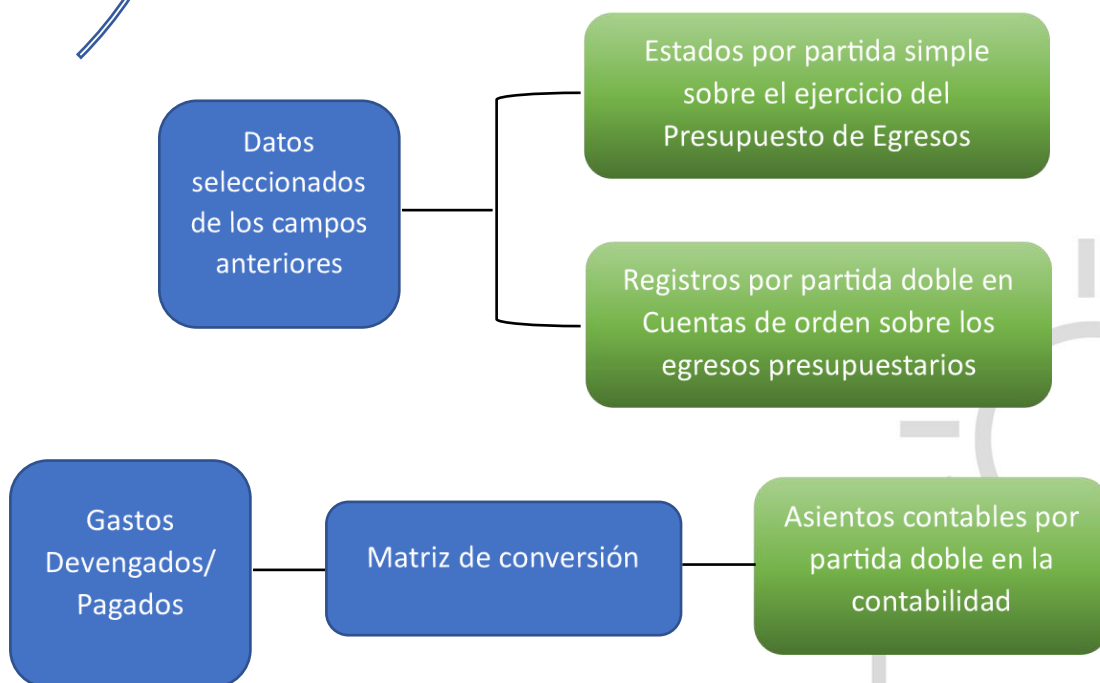 Estados por partida simple
sobre el ejercicio del
Presupuesto de Egresos
Datos
seleccionados
de los campos
anteriores
Registros por partida doble en
Cuentas de orden sobre los
egresos presupuestarios
Gastos
Devengados/
Pagados
Matriz de conversión
Asientos contables por
partida doble en la
contabilidad